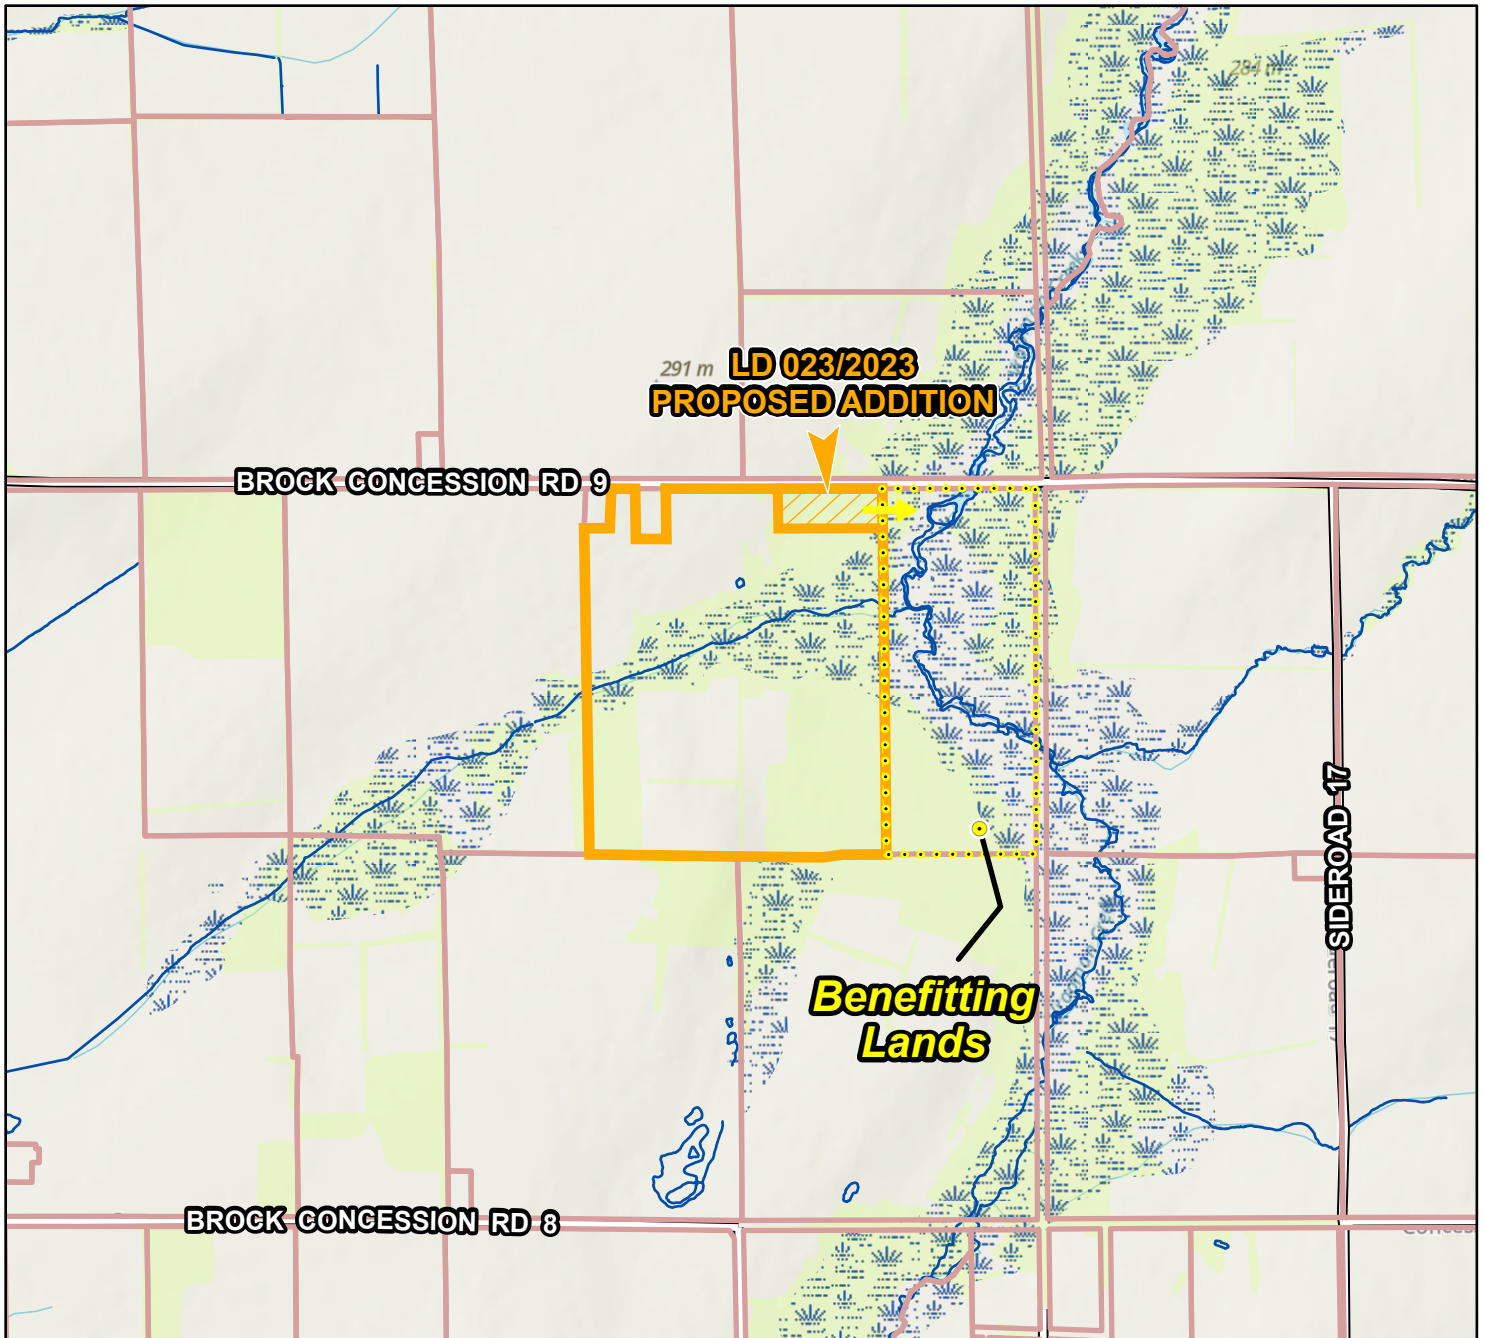 284 m
291 m
LD 023/2023
PROPOSED ADDITION
BROCK CONCESSION RD 9
SIDEROAD 17
Benefitting
Lands
BROCK CONCESSION RD 8